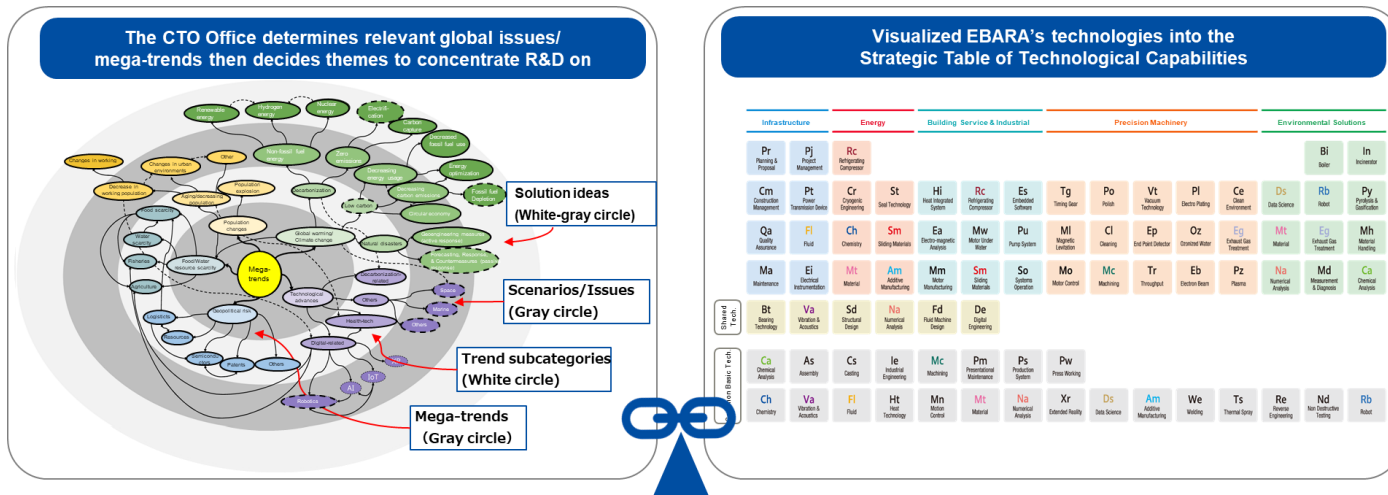 The CTO Office determines relevant global issues/
mega-trends then decides themes to concentrate R&D on
Renewable
energy
Hydrogen
energy
Nuclear
energy
Carbon
capture
Decreased
fossil fuel use
Energy
optimization
Fossil fuel
Depletion
Non-fossil fuel
energy
Zero
emissions
Decreasing
energy usage
Decreasing
carbon emissions
Circular economy
Low carbon
Decarbonization
Changes in working
Changes in urban
environments
Other
Decrease in
working population
Population
explosion
Aging/decreasing
population
Population
changes
Food scarcity
Water
scarcity
Fisheries
Agriculture
Food/Water
resource scarcity
Global warming/
Climate change
Natural disasters
Mega-
trends
Decarbonization
related
Technological
advances
Others
Space
Marine
Others
Geopolitical risk
Health-tech
Logistics
Resources
Digital-related
Patents
Others
IoT
AI
Robotics
Solution ideas
(White-gray circle)
Scenarios/Issues
(Gray circle)
Trend subcategories
(White circle)
Mega-trends
(Gray circle)
Visualized EBARA's technologies into the
Strategic Table of Technological Capabilities
Infrastructure
Energy
Building Service & Industrial
Precision Machinery
Environmental Solutions
Pr
Planning &
Proposal
Pj
Project
Management
Rc
Refrigerating
Compressor
Bi
Boiler
In
Incinerator
Cm
Construction
Management
Pt
Power
Transmission Device
Cr
Cryogenic
Engineering
St
Seal Technology
Hi
Heat Integrated
System
Rc
Refrigerating
Compressor
Es
Embedded
Software
Tg
Timing Gear
Po
Polish
Vt
Vacuum
Technology
Pl
Electro Plating
Ce
Clean
Environment
Ds
Data Science
Rb
Robot
Py
Pyrolysis &
Gasification
Qa
Quality
Assurance
Fl
Fluid
Ch
Chemistry
Sm
Sliding Materials
Ea
Electro-magnetic
Analysis
Mw
Motor Under
Water
Pu
Pump System
Ml
Magnetic
Levitation
Cl
Cleaning
Ep
End Point Detector
Oz
Ozonized Water
Eg
Exhaust Gas
Treatment
Mt
Material
Eg
Exhaust Gas
Treatment
Mh
Material
Handling
Ma
Maintenance
Ei
Electrical
Instrumentation
Mt
Material
Am
Additive
Manufacturing
Mm
Motor
Manufacturing
Sm
Sliding
Materials
So
Systems
Operation
Mo
Motor Control
Mc
Machining
Tr
Throughput
Eb
Electron Beam
Pz
Plasma
Na
Numerical
Analysis
Md
Measurement
& Diagnosis
Ca
Chemical
Analysis
Shared
Tech.
Bt
Bearing
Technology
Va
Vibration &
Acoustics
Sd
Structural
Design
Na
Numerical
Analysis
Fd
Fluid Machine
Design
De
Digital
Engineering
Basic Tech.
Ca
Chemical
Analysis
As
Assembly
Cs
Casting
Ie
Industrial
Engineering
Mc
Machining
Pm
Presentational
Maintenance
Ps
Production
System
Pw
Press Working
Ch
Chemistry
Va
Vibration &
Acoustics
Fl
Fluid
Ht
Heat
Technology
Mn
Motion
Control
Mt
Material
Na
Numerical
Analysis
Xr
Extended Reality
Ds
Data Science
Am
Additive
Manufacturing
We
Welding
Ts
Thermal Spray
Re
Reverse
Engineering
Nd
Non Destructive
Testing
Rb
Robot